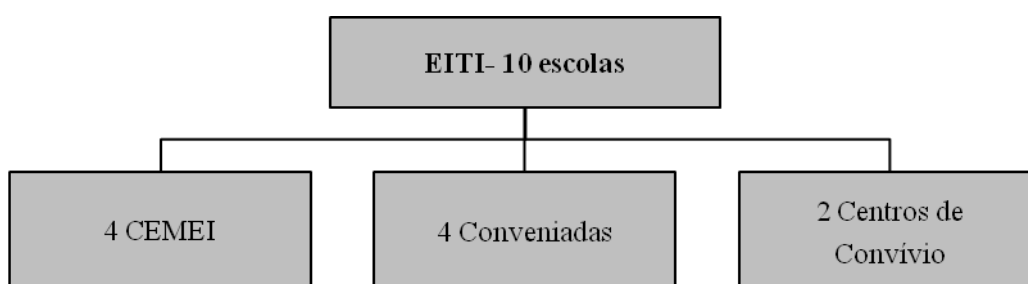 EITI- 10 escolas
4 CEMEI
4 Conveniadas
2 Centros de
Convívio